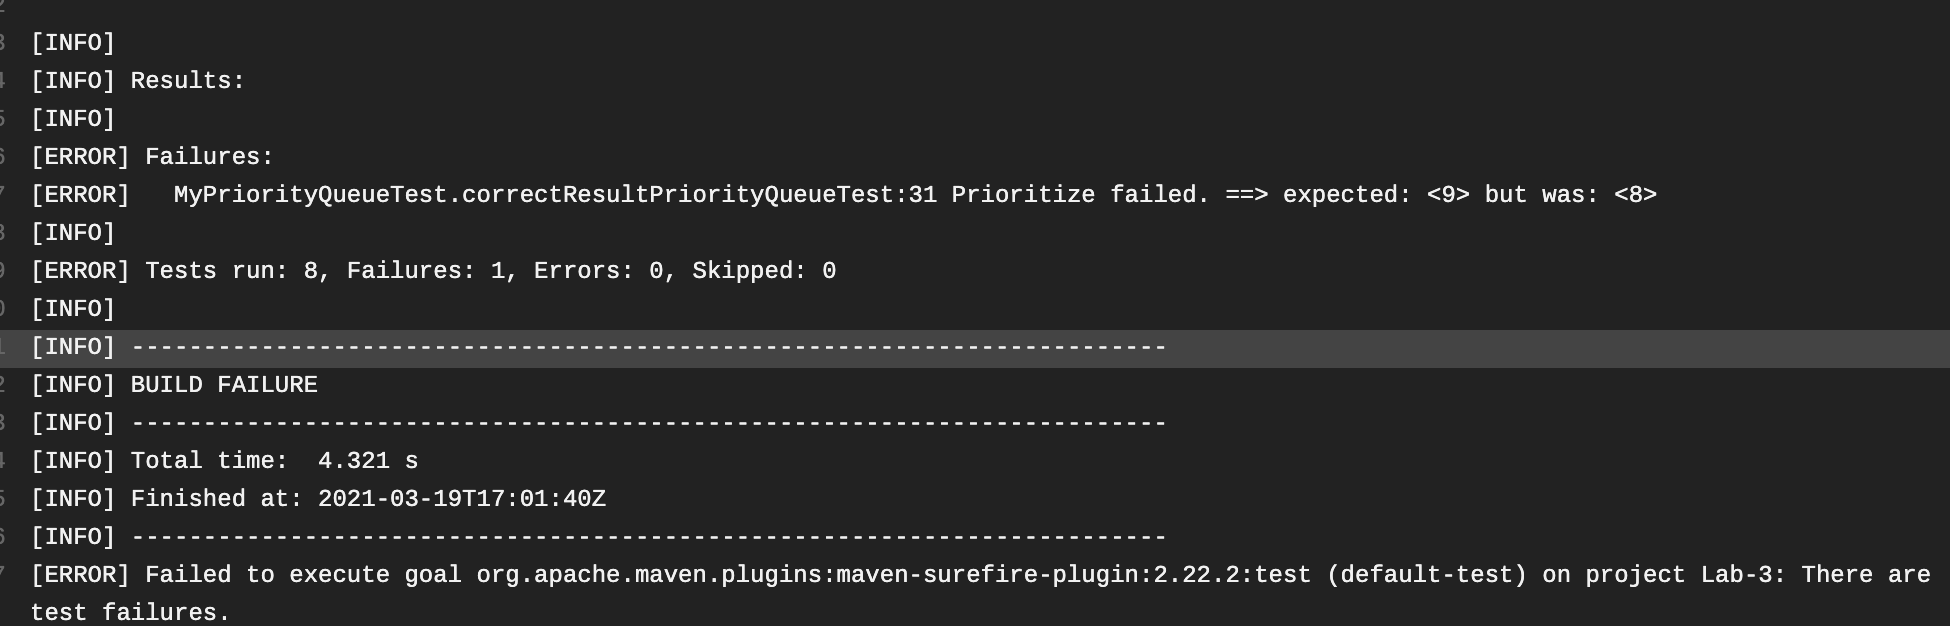 [INFO]
[INFO] Results:
[INFO]
[ERROR] Failures:
[ERROR]   MyPriorityQueueTest.correctResultPriorityQueueTest:31 Prioritize failed. ==> expected: <9> but was: <8>
[INFO]
[ERROR] Tests run: 8, Failures: 1, Errors: 0, Skipped: 0
[INFO]
[INFO] ------------------------------------------------------------------------
[INFO] BUILD FAILURE
[INFO] ------------------------------------------------------------------------
[INFO] Total time:  4.321 s
[INFO] Finished at: 2021-03-19T17:01:40Z
[INFO] ------------------------------------------------------------------------
[ERROR] Failed to execute goal org.apache.maven.plugins:maven-surefire-plugin:2.22.2:test (default-test) on project Lab-3: There are
test failures.